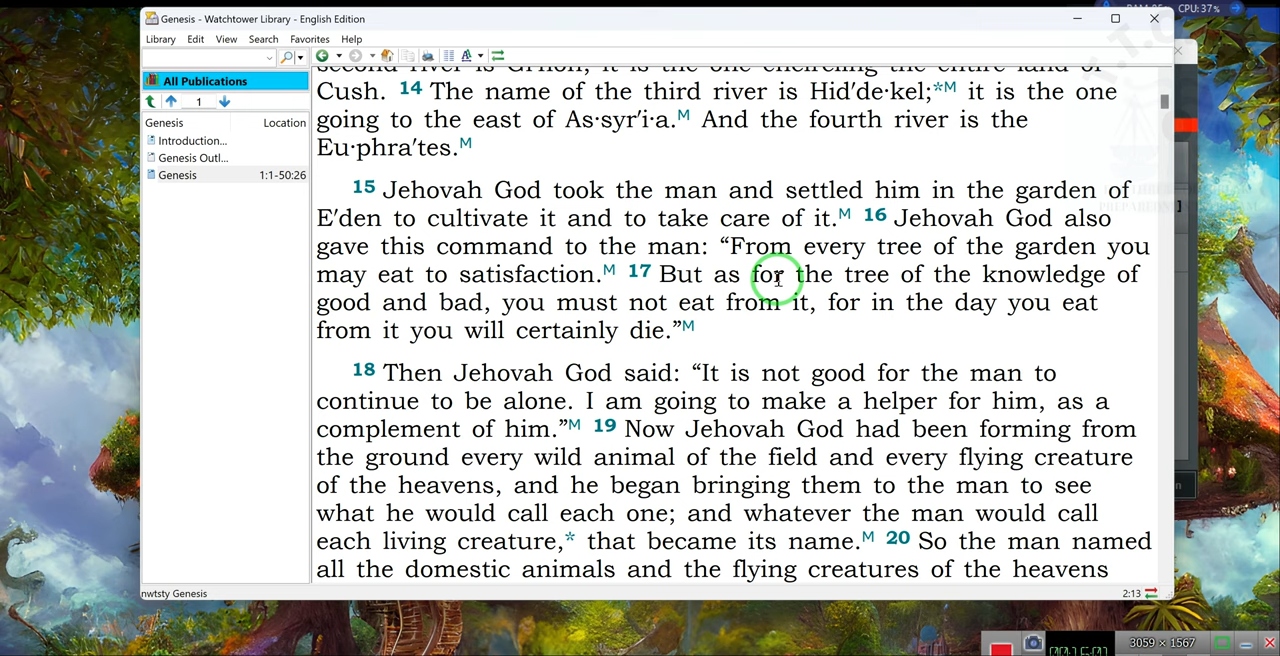 CPU: 37%
Genesis - Watchtower Library - English Edition
Library Edit View Search Favorites Help
All Publications
1
Genesis Location
Introduction...
Genesis Outl...
Genesis 1:1-50:26
Cush. 14 The name of the third river is Hidʹde·kel;*M it is the one
going to the east of As·syrʹi·a.M And the fourth river is the
Eu·phraʹtes.M
15 Jehovah God took the man and settled him in the garden of
Eʹden to cultivate it and to take care of it.M 16 Jehovah God also
gave this command to the man: “From every tree of the garden you
may eat to satisfaction.M 17 But as for the tree of the knowledge of
good and bad, you must not eat from it, for in the day you eat
from it you will certainly die.”M
18 Then Jehovah God said: “It is not good for the man to
continue to be alone. I am going to make a helper for him, as a
complement of him.”M 19 Now Jehovah God had been forming from
the ground every wild animal of the field and every flying creature
of the heavens, and he began bringing them to the man to see
what he would call each one; and whatever the man would call
each living creature,* that became its name.M 20 So the man named
all the domestic animals and the flying creatures of the heavens
nwtsty Genesis 2:13
3059 × 1567